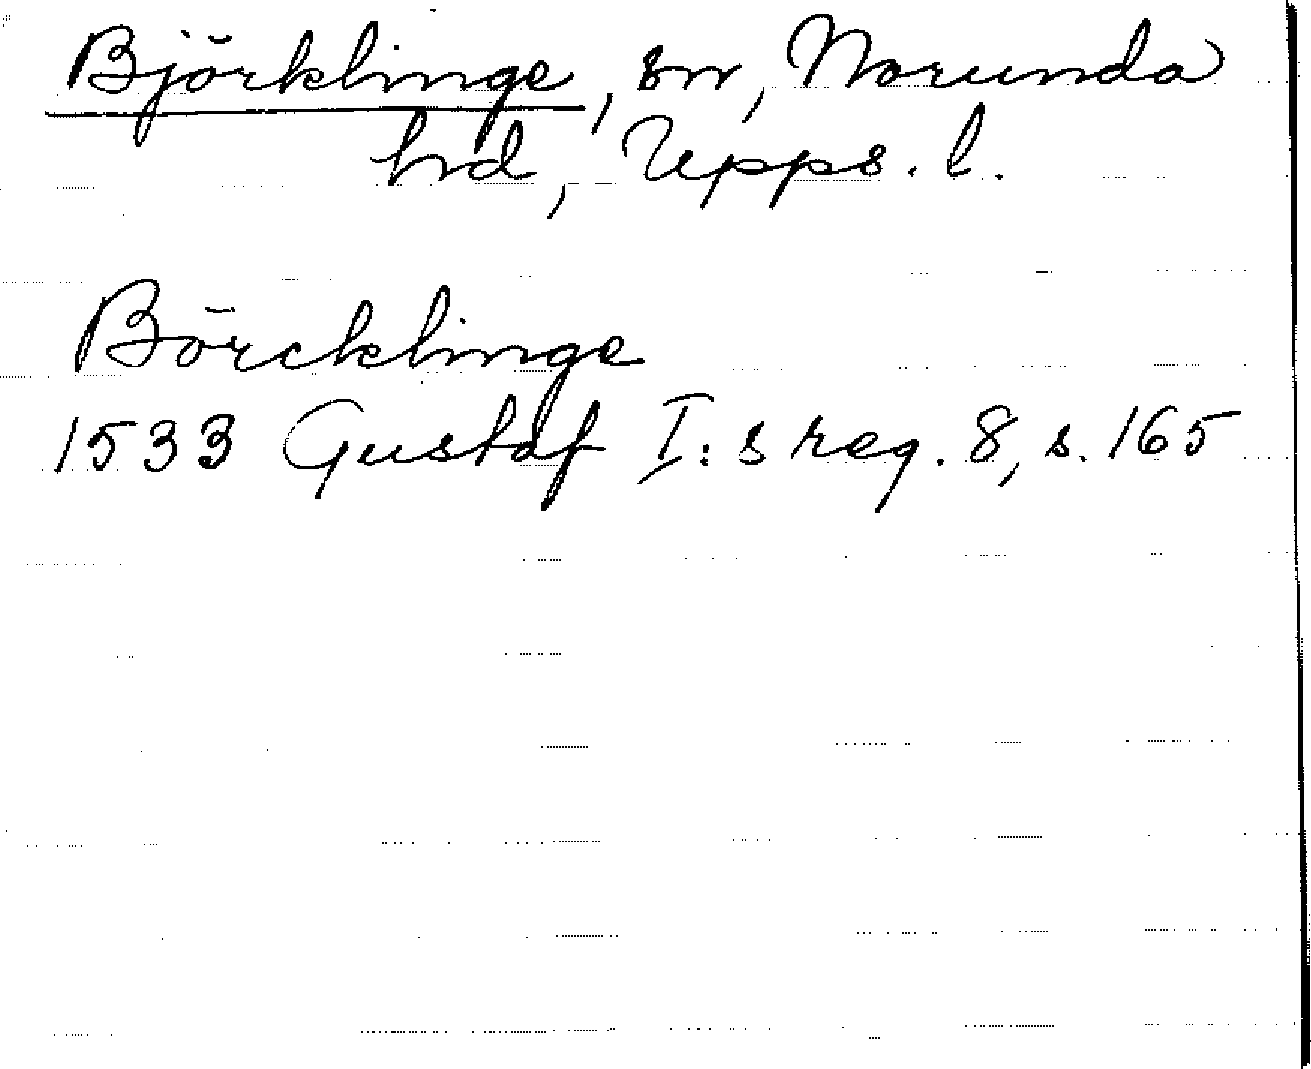 Björklinge, sn, Norunda
hd, Upps. l.
Börcklinge
1533 Gustaf I:s reg. 8, s. 165